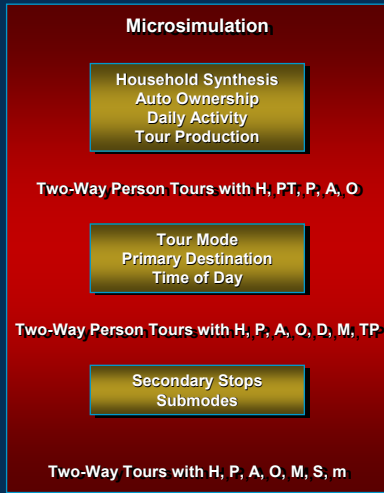 Microsimulation
Household Synthesis
Auto Ownership
Daily Activity
Tour Production
Two-Way Person Tours with H, PT, P, A, O
Tour Mode
Primary Destination
Time of Day
Two-Way Person Tours with H, P, A, O, D, M, TP
Secondary Stops
Submodes
Two-Way Tours with H, P, A, O, M, S, m